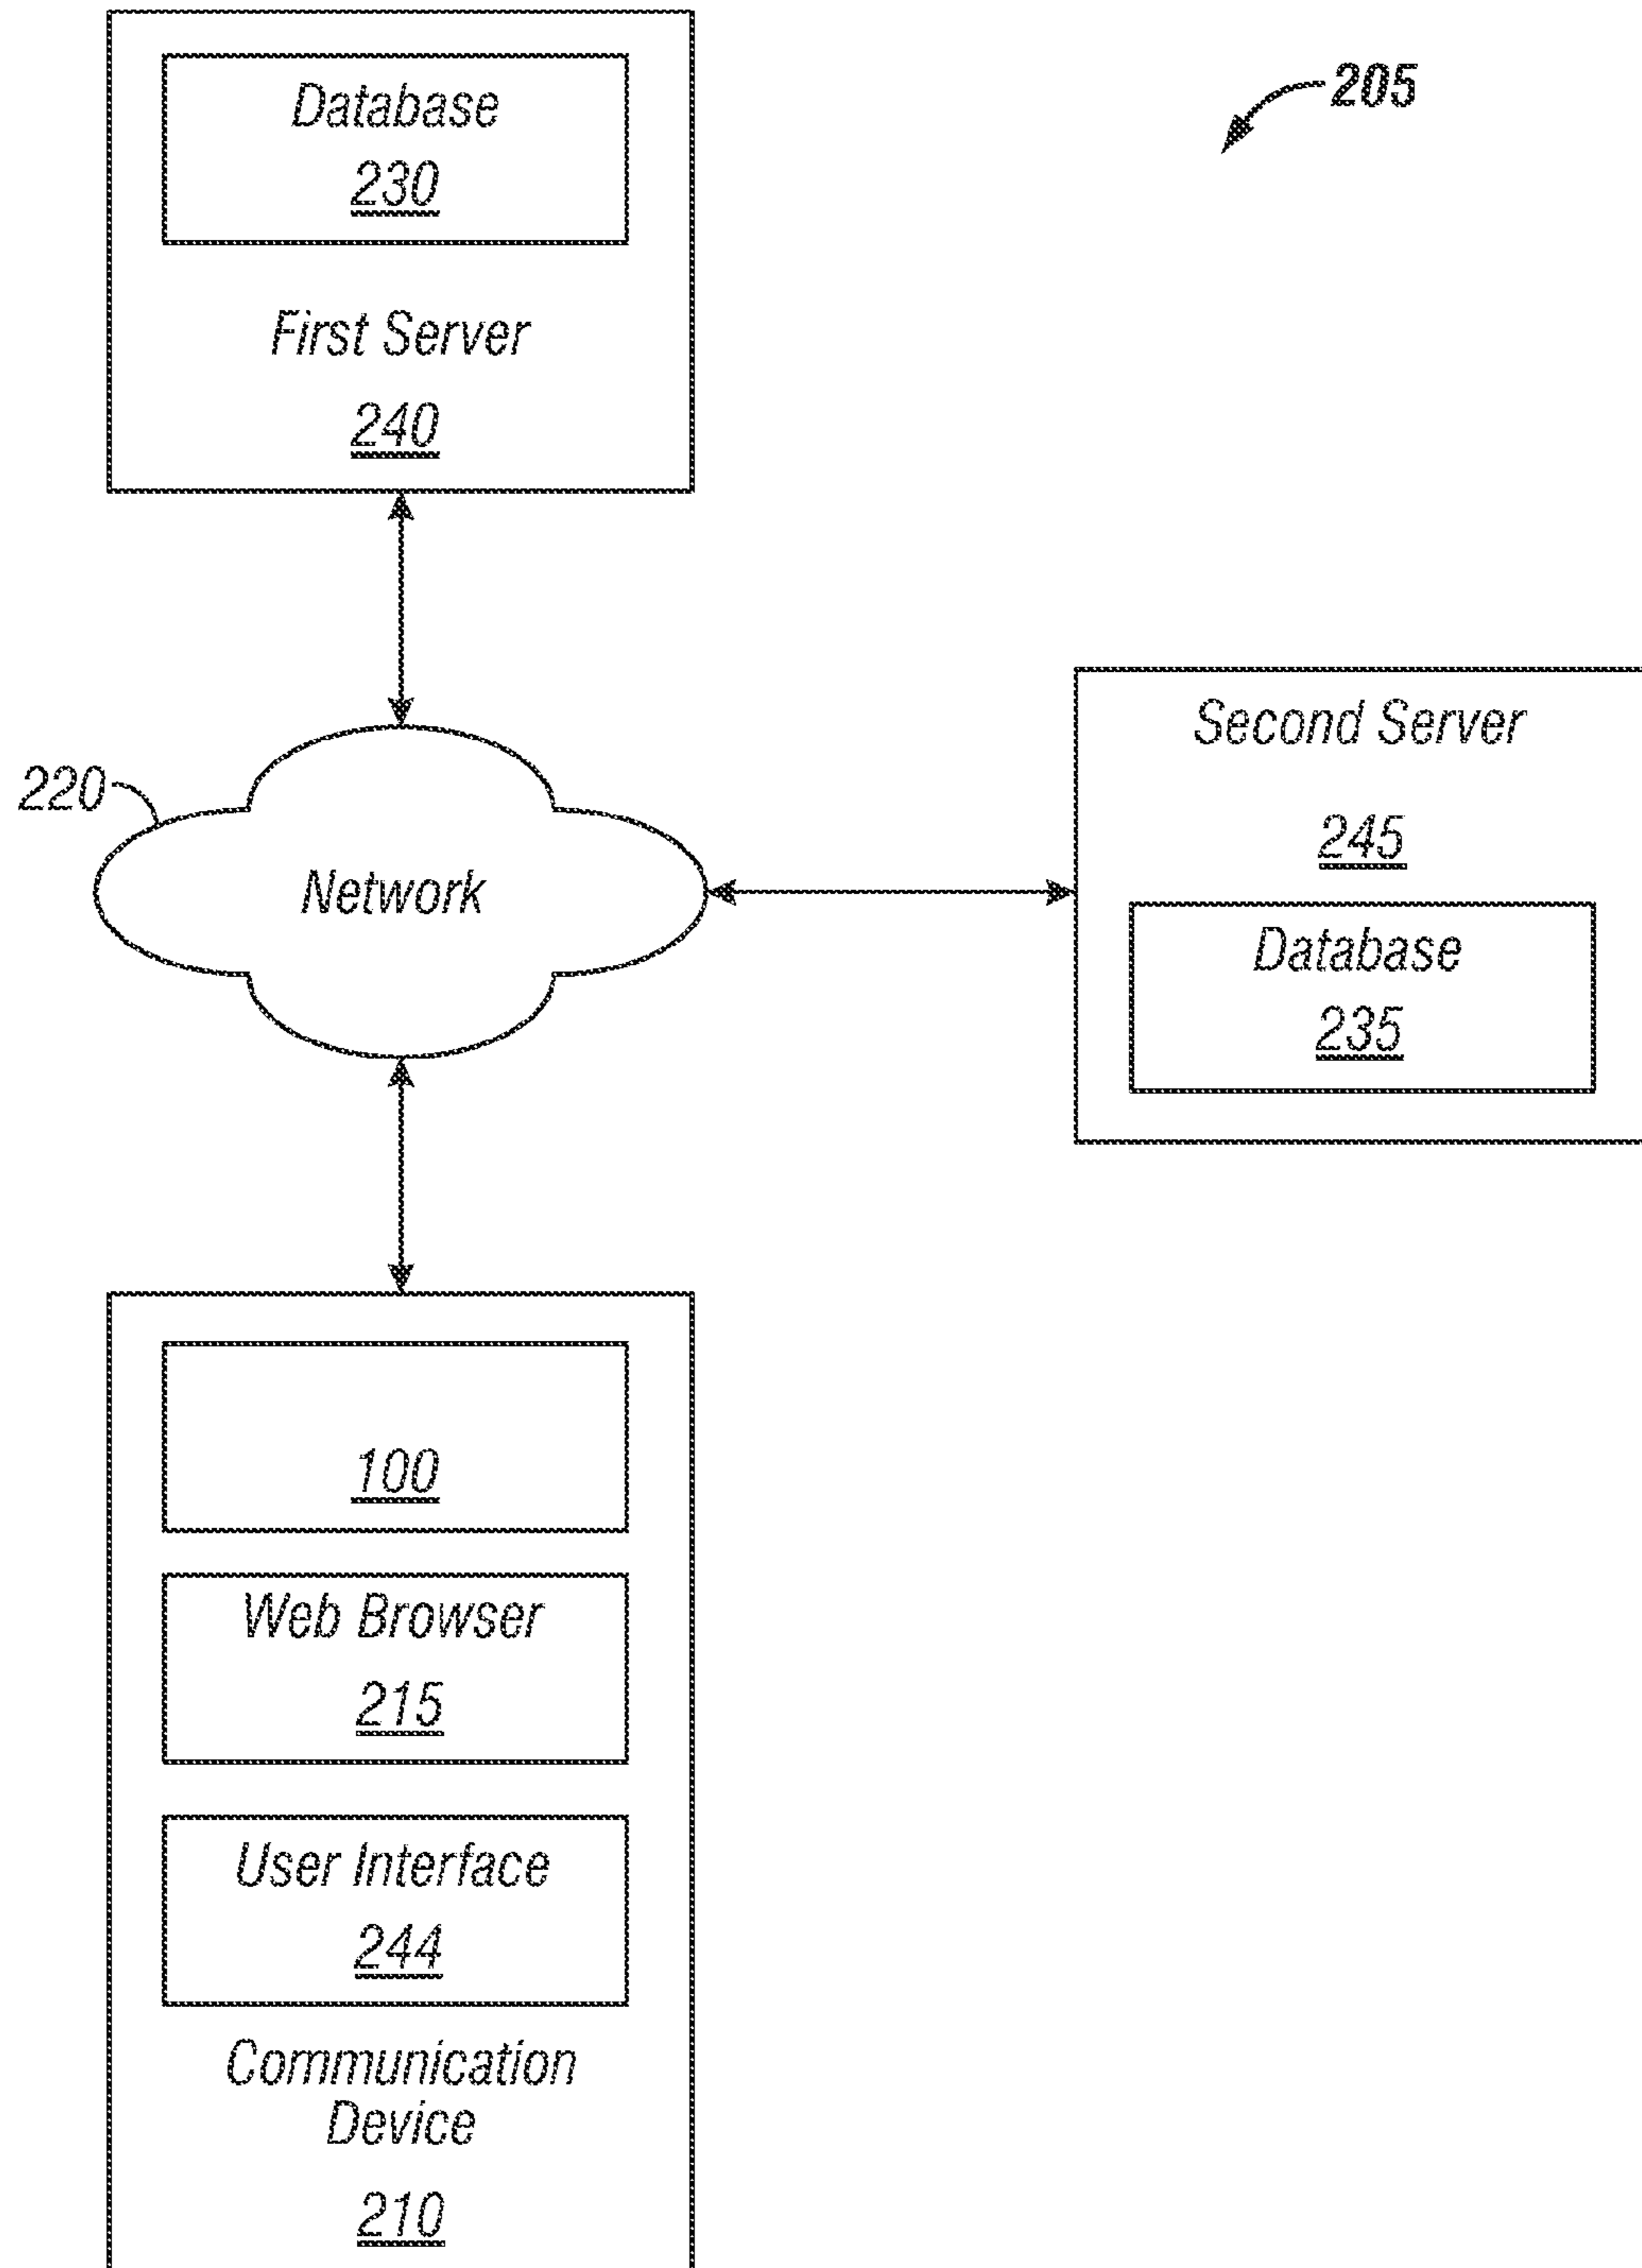 Database
230
First Server
240
205
220
Network
Second Server
245
Database
235
100
Web Browser
215
User Interface
244
Communication
Device
210